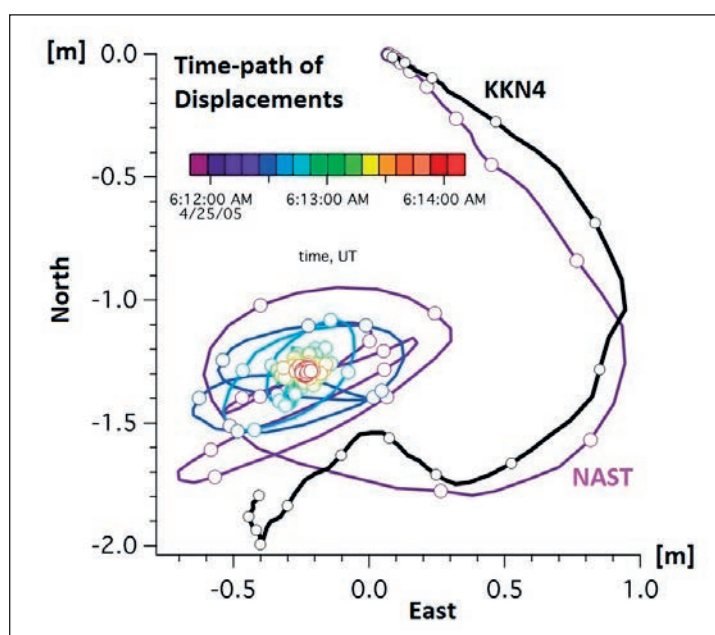 [m]
0.0
Time-path of
Displacements
KKN4
-0.5
6:12:00 AM 6:13:00 AM 6:14:00 AM
4/25/05
time, UT
North
-1.0
-1.5
NAST
-2.0
[m]
-0.5 0.0 0.5 1.0
East